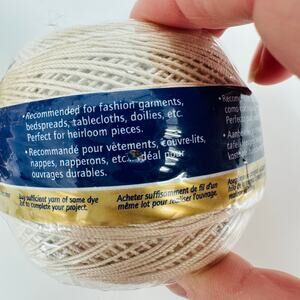 •Recommended for fashion garments,
bedspreads, tablecloths, doilies, etc.
Perfect for heirloom pieces.
•Recommandé pour vêtements, couvre-lits,
nappes, napperons, etc. Idéal pour
ouvrages durables.
sufficient yarn of same dye
lot to complete your project.
Acheter suffisamment de fil d'un
même lot pour réaliser l'ouvrage.